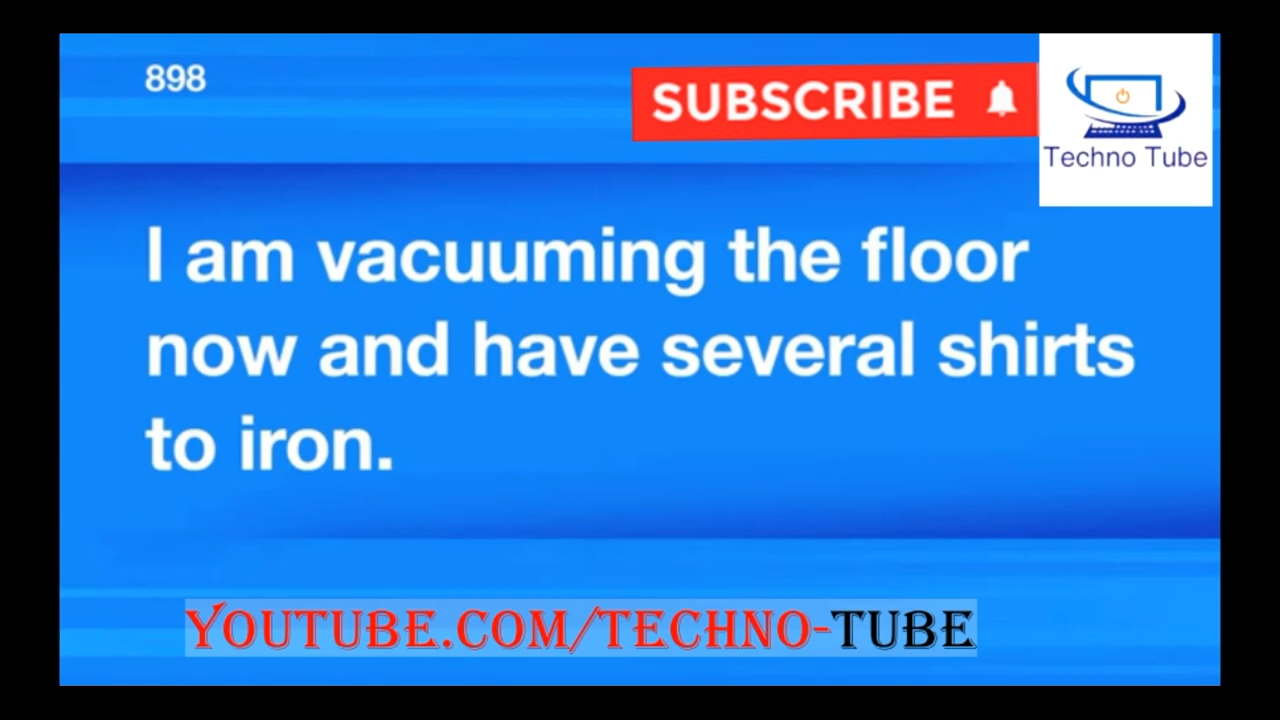 898
SUBSCRIBE
Techno Tube
I am vacuuming the floor
now and have several shirts
to iron.
YOUTUBE.COM/TECHNO-TUBE